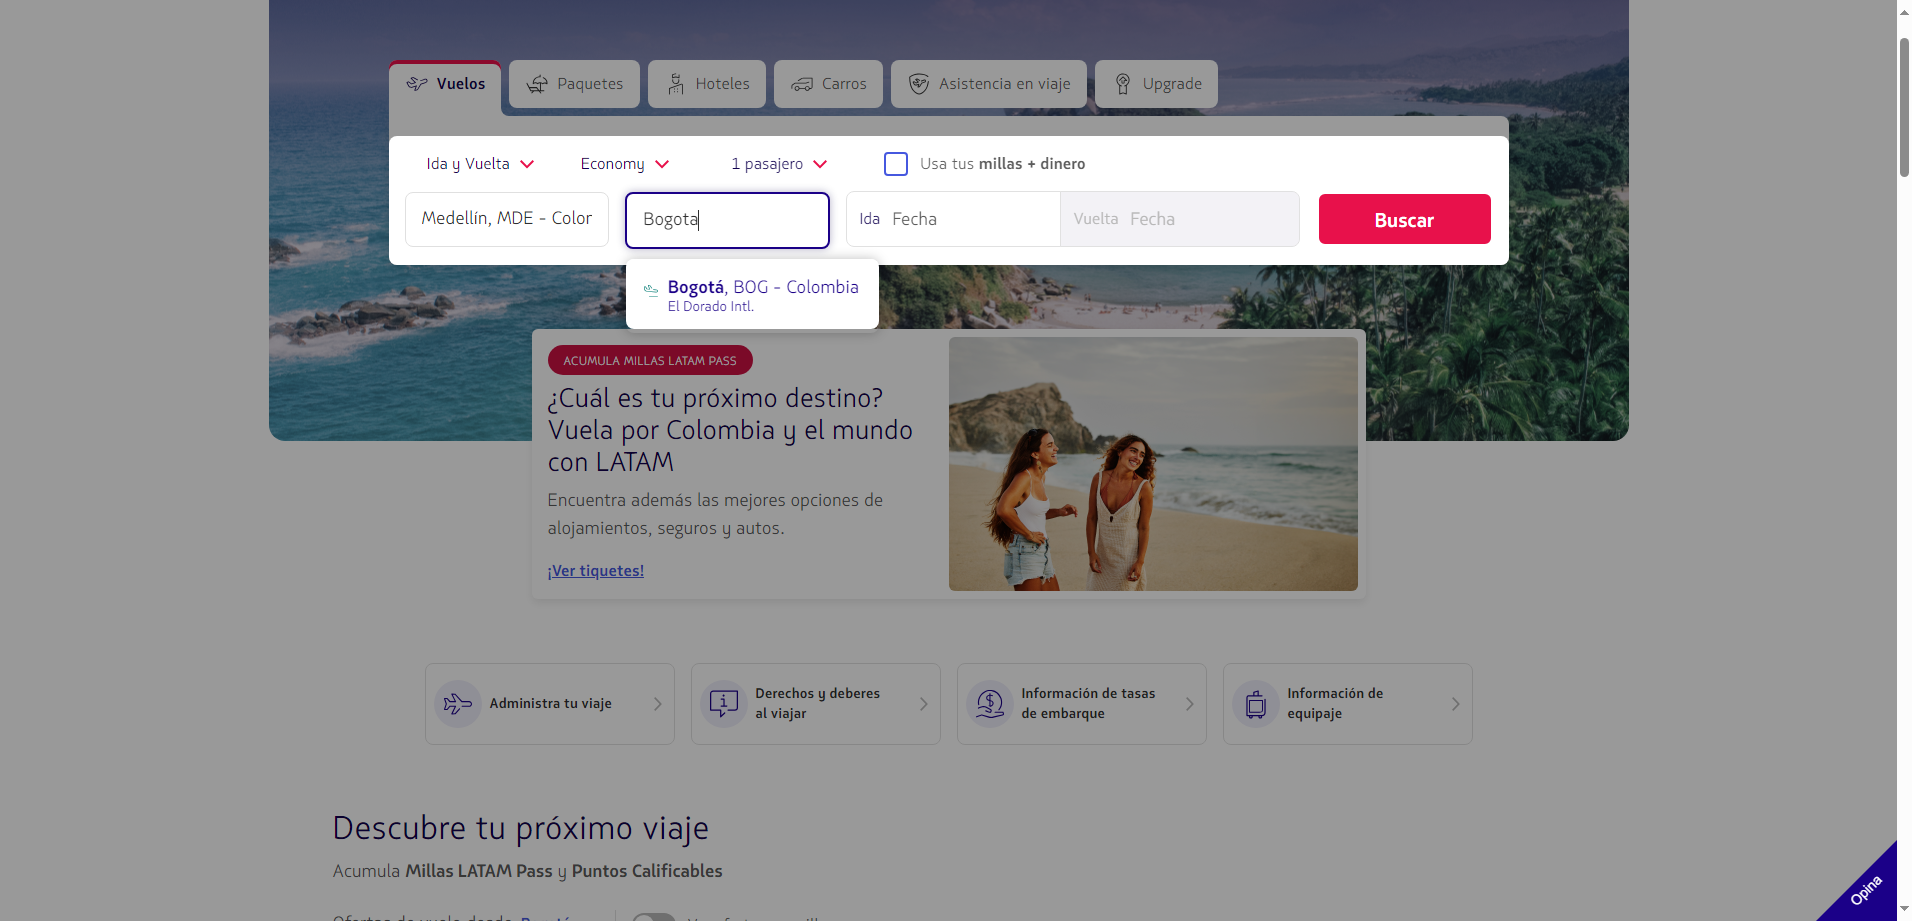 Vuelos
Paquetes
Hoteles
Carros
Asistencia en viaje
Upgrade
Ida y Vuelta
Economy
1 pasajero
Usa tus millas + dinero
Medellín, MDE - Color
Bogota
Ida Fecha
Vuelta Fecha
Buscar
Bogotá, BOG - Colombia
El Dorado Intl.
ACUMULA MILLAS LATAM PASS
¿Cuál es tu próximo destino?
Vuela por Colombia y el mundo
con LATAM
Encuentra además las mejores opciones de
alojamientos, seguros y autos.
¡Ver tiquetes!
Administra tu viaje
Derechos y deberes
al viajar
Información de tasas
de embarque
Información de
equipaje
Descubre tu próximo viaje
Acumula Millas LATAM Pass y Puntos Calificables
Opina